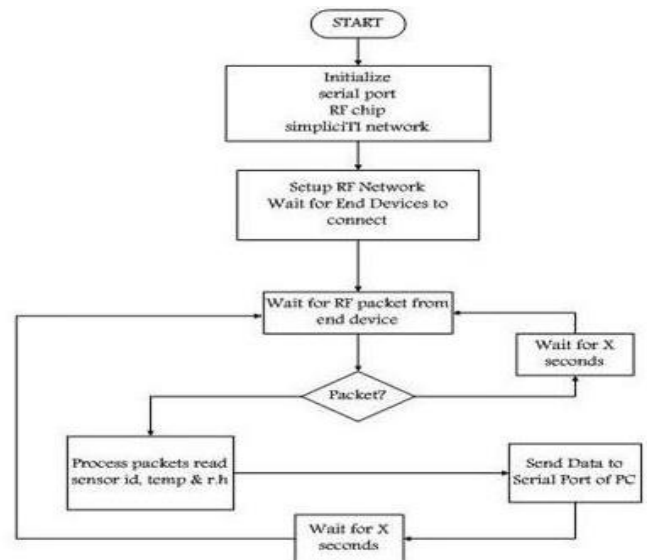 START
Initialize
serial port
RF chip
simpliciTI network
Setup RF Network
Wait for End Devices to
connect
Wait for RF packet from
end device
Wait for X
seconds
Packet?
Process packets read
sensor id, temp & r.h
Send Data to
Serial Port of PC
Wait for X
seconds